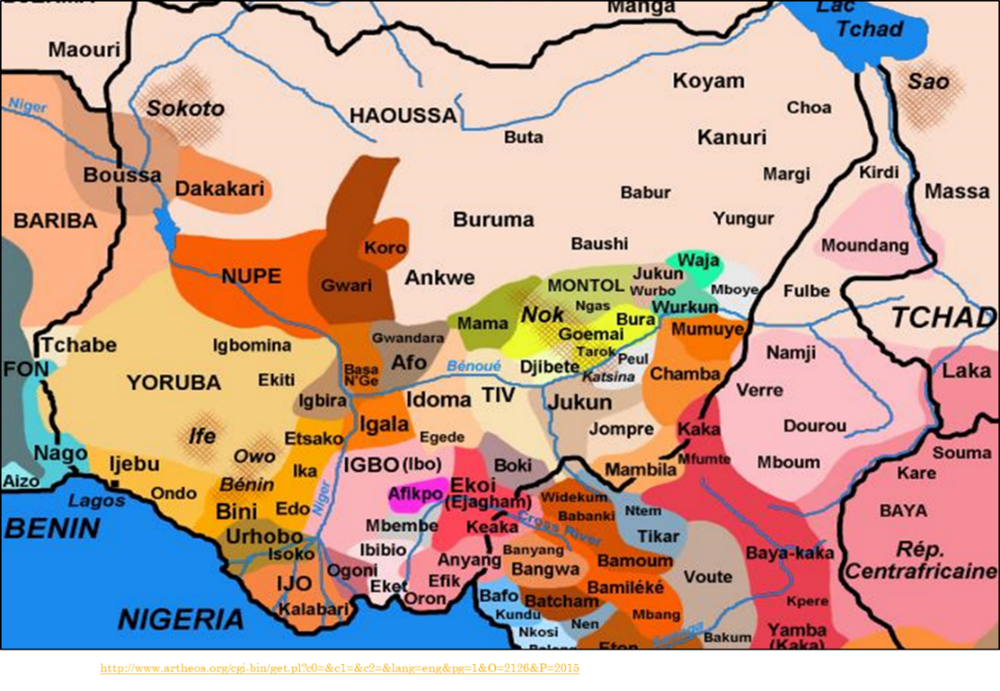 Manga
Lac
Tchad
Maouri
Koyam
Sao
Niger
Sokoto
HAOUSSA
Choa
Buta
Kanuri
Boussa
Dakakari
Margi
Kirdi
Massa
Babur
BARIBA
Buruma
Yungur
Baushi
Moundang
Koro
Waja
NUPE
Gwari
Ankwe
MONTOL
Jukun
Wurbo
Mboye
Fulbe
Ngas
Wurkun
Nok
Bura
TCHAD
Mama
Goemai
Mumuye
Tchabe
Igbomina
Gwandara
Tarok
Peul
Namji
FON
YORUBA
Ekiti
Basa
N'Ge
Afo
Bénoué
Djibete
Katsina
Chamba
Laka
Igbira
Idoma
TIV
Jukun
Verre
Ife
Etsako
Igala
Egede
Jompre
Kaka
Dourou
Nago
Ijebu
Owo
Ika
IGBO (Ibo)
Boki
Mfumte
Mboum
Souma
Aizo
Lagos
Ondo
Bénin
Bini
Edo
Niger
Afikpo
Ekoi
(Ejagham)
Mambila
Kare
Widekum
Babanki
Ntem
BAYA
BENIN
Urhobo
Mbembe
Keaka
Cross River
Tikar
Isoko
Ibibio
Banyang
Baya-kaka
Rép.
Centrafricaine
Ogoni
Anyang
Bangwa
Bamoum
IJO
Eket
Efik
Bamiléké
Voute
Kalabari
Oron
Bafo
Batcham
Kpere
NIGERIA
Kundu
Mbang
Nkosi
Nen
Bakum
Yamba
(Kaka)
Eton
http://www.artheos.org/cgi-bin/get.pl?c0=&c1=&c2=&lang=eng&pg=1&O=2126&P=2015